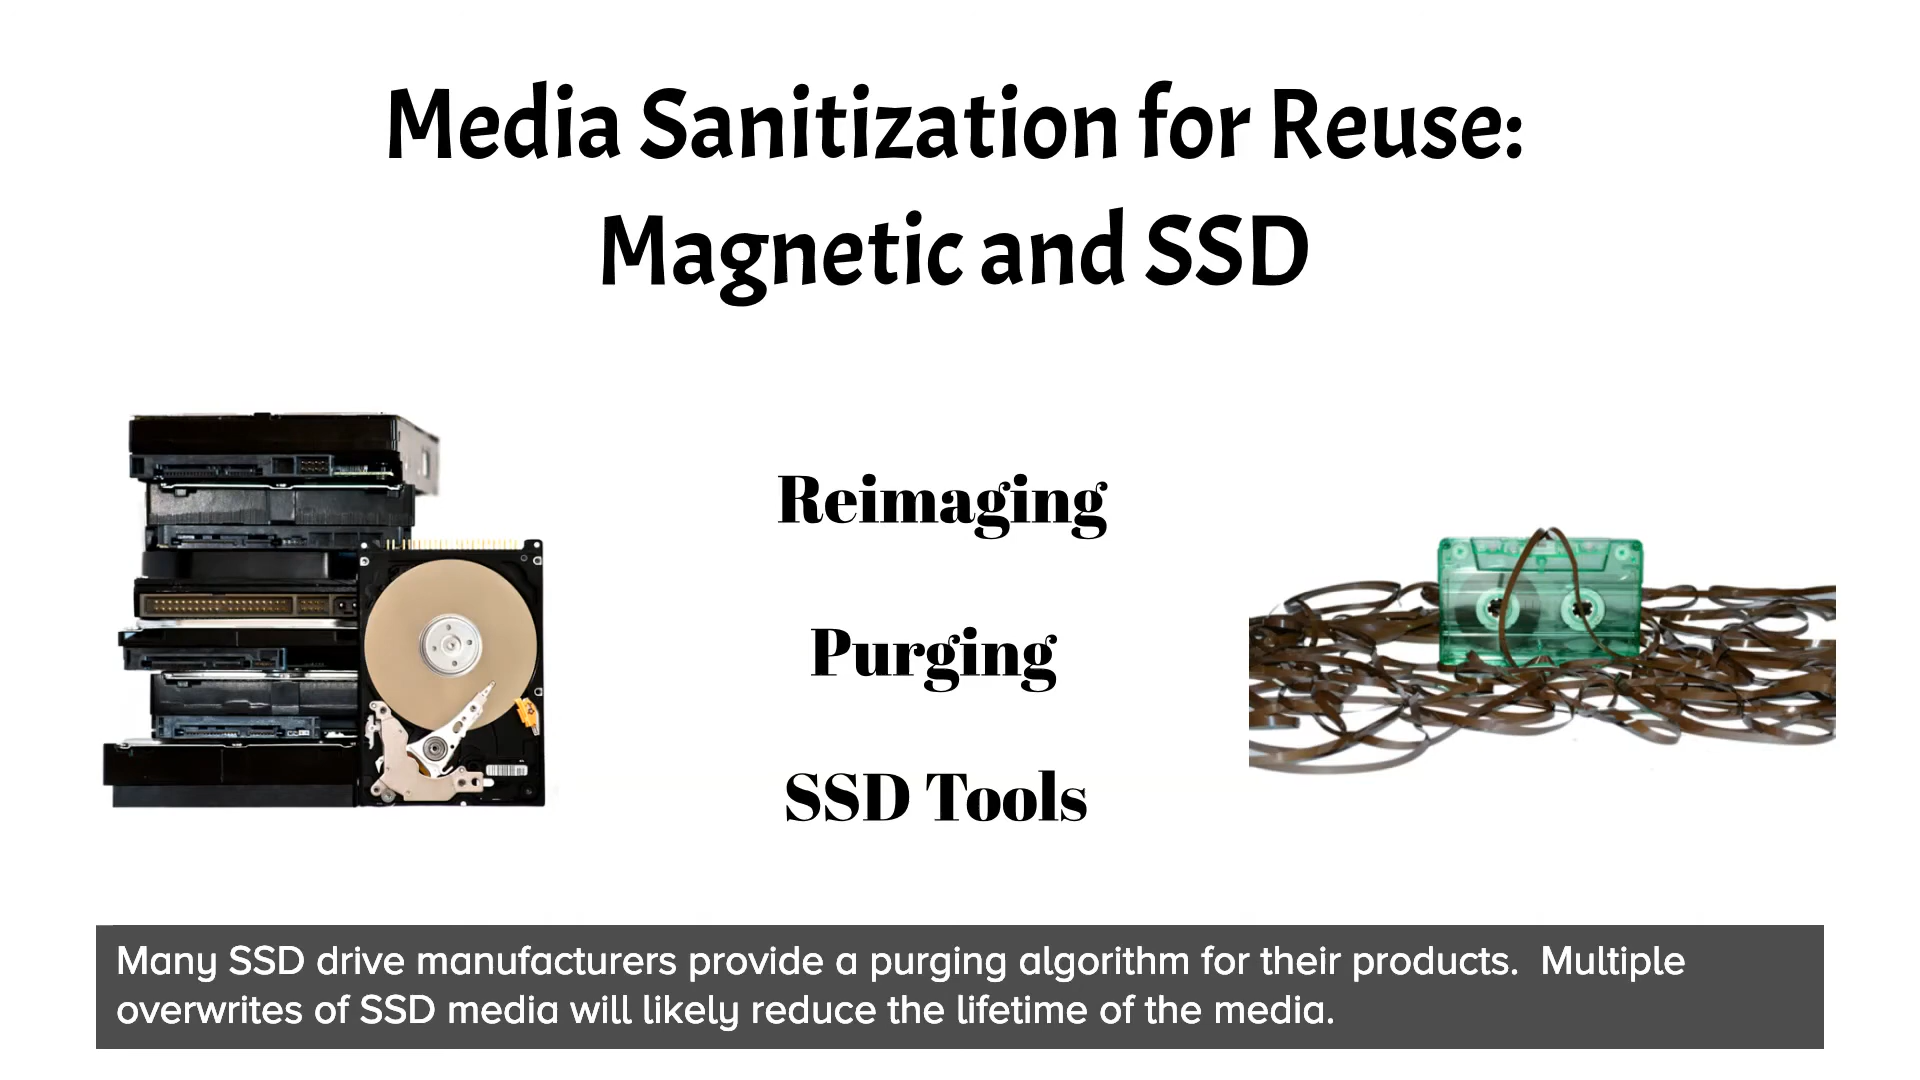 Media Sanitization for Reuse:
Magnetic and SSD
Reimaging
Purging
SSD Tools
Many SSD drive manufacturers provide a purging algorithm for their products.  Multiple
overwrites of SSD media will likely reduce the lifetime of the media.